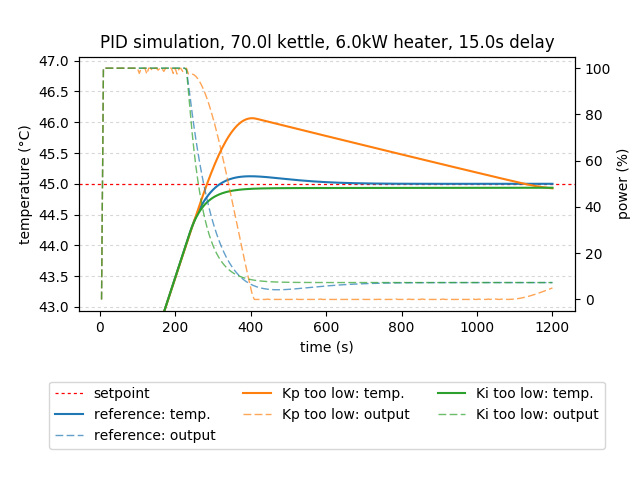 PID simulation, 70.0l kettle, 6.0kW heater, 15.0s delay
47.0
46.5
46.0
45.5
45.0
44.5
44.0
43.5
43.0
temperature (°C)
100
80
60
40
20
0
power (%)
0 200 400 600 800 1000 1200
time (s)
setpoint
reference: temp.
reference: output
Kp too low: temp.
Kp too low: output
Ki too low: temp.
Ki too low: output